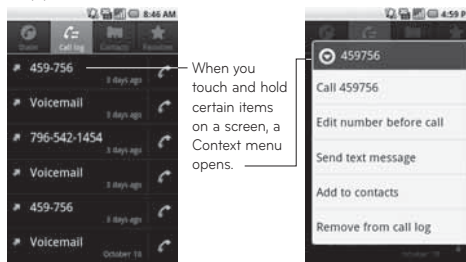 8:46 AM
Dialer Call log Contacts Favorites
459-756
3 days ago
Voicemail
3 days ago
796-542-1454
3 days ago
Voicemail
3 days ago
459-756
3 days ago
Voicemail
October 18
When you
touch and hold
certain items
on a screen, a
Context menu
opens.
4:59 P
459756
Call 459756
Edit number before call
Send text message
Add to contacts
Remove from call log
October 18